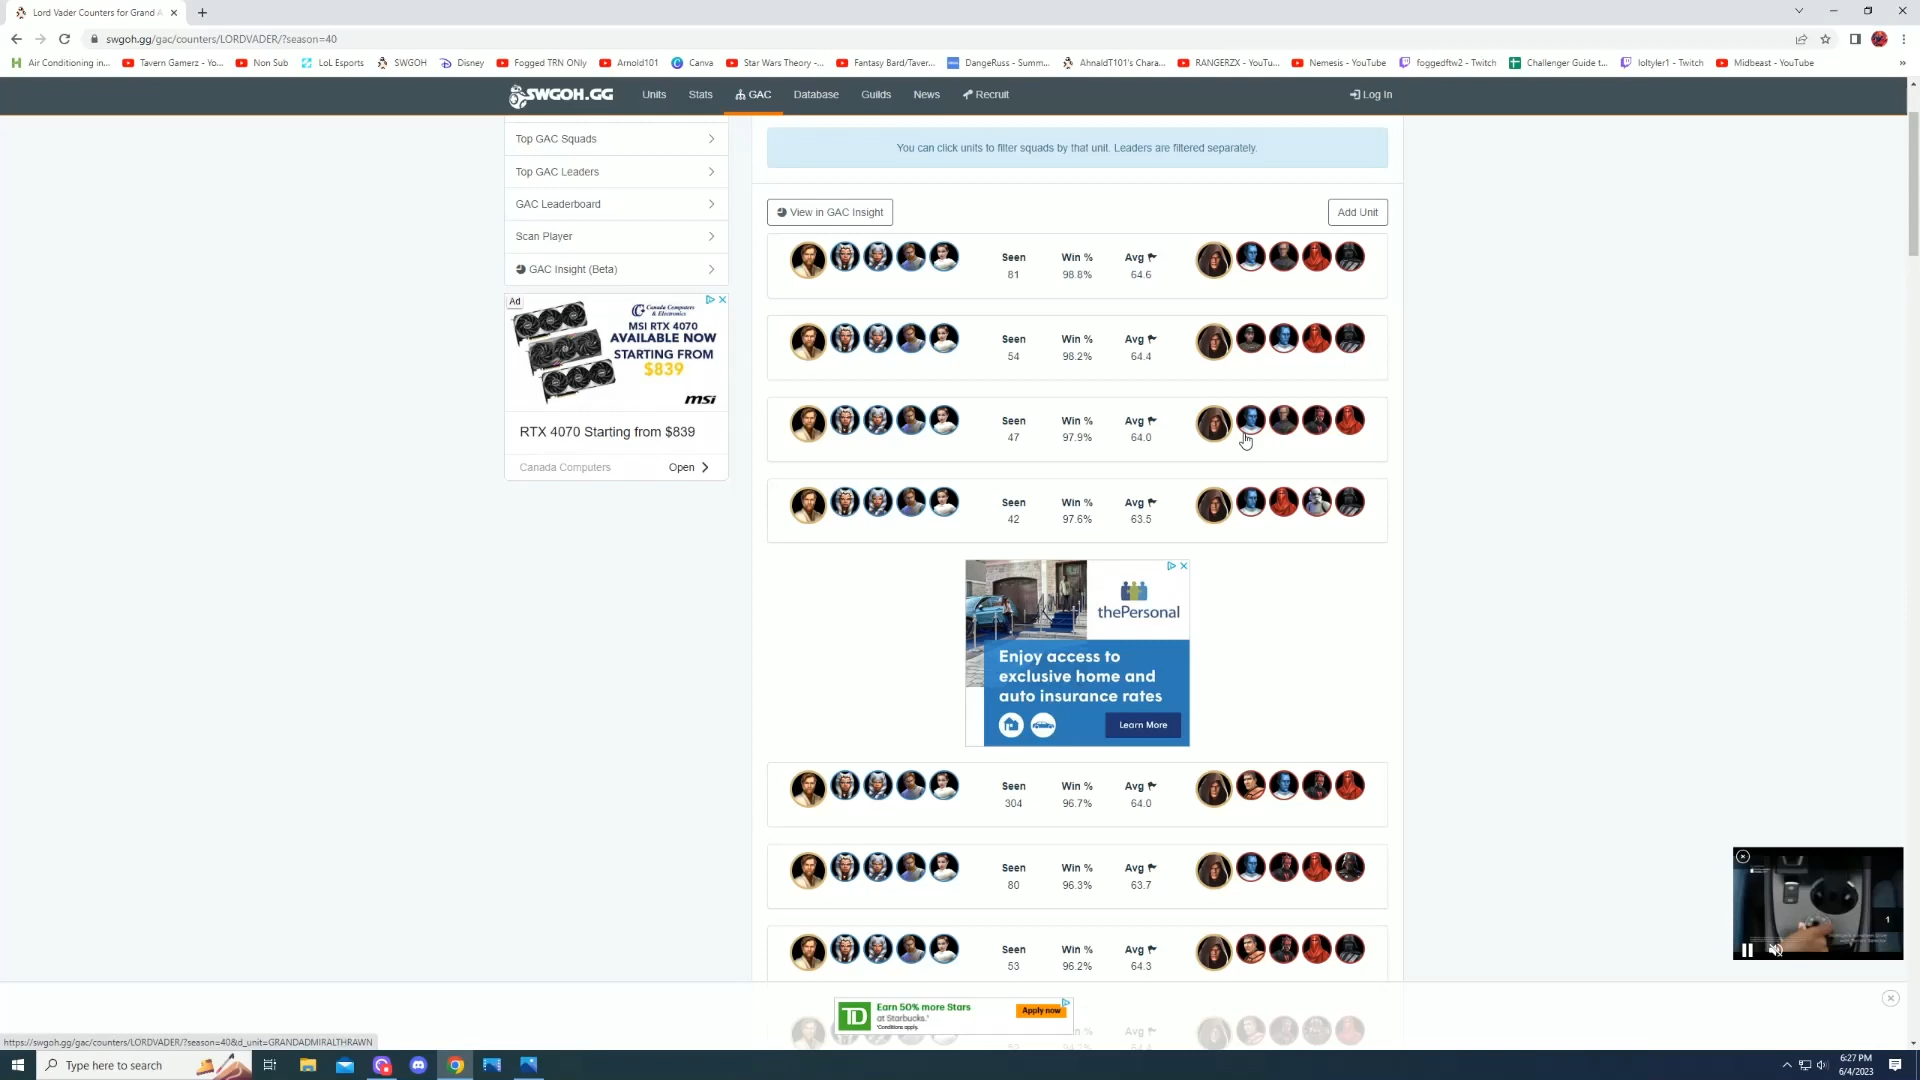 Lord Vader Counters for Grand A
swgoh.gg/gac/counters/LORDVADER/?season=40
Air Conditioning in...
Tavern Gamerz - Yo...
Non Sub
LoL Esports
SWGOH
Disney
Fogged TRN ONly
Arnold101
Canva
Star Wars Theory -...
Fantasy Bard/Taver...
DangeRuss - Summ...
AhnaldT101's Chara...
RANGERZX - YouTu...
Nemesis - YouTube
foggedftw2 - Twitch
Challenger Guide t...
loltyler1 - Twitch
Midbeast - YouTube
»
SWGOH.GG
Units
Stats
GAC
Database
Guilds
News
Recruit
Log In
Top GAC Squads
Top GAC Leaders
GAC Leaderboard
Scan Player
GAC Insight (Beta)
Ad
Canada Computers
& Electronics
MSI RTX 4070
AVAILABLE NOW
STARTING FROM
$839
msi
RTX 4070 Starting from $839
Canada Computers
Open
You can click units to filter squads by that unit. Leaders are filtered separately.
View in GAC Insight
Add Unit
Seen Win % Avg
81 98.8% 64.6
Seen Win % Avg
54 98.2% 64.4
Seen Win % Avg
47 97.9% 64.0
Seen Win % Avg
42 97.6% 63.5
thePersonal
Enjoy access to
exclusive home and
auto insurance rates
Learn More
Seen Win % Avg
304 96.7% 64.0
Seen Win % Avg
80 96.3% 63.7
Seen Win % Avg
53 96.2% 64.3
1
TD
Earn 50% more Stars
at Starbucks.¹
¹Conditions apply.
Apply now
https://swgoh.gg/gac/counters/LORDVADER/?season=40&d_unit=GRANDADMIRALTHRAWN
Type here to search
6:27 PM
6/4/2023